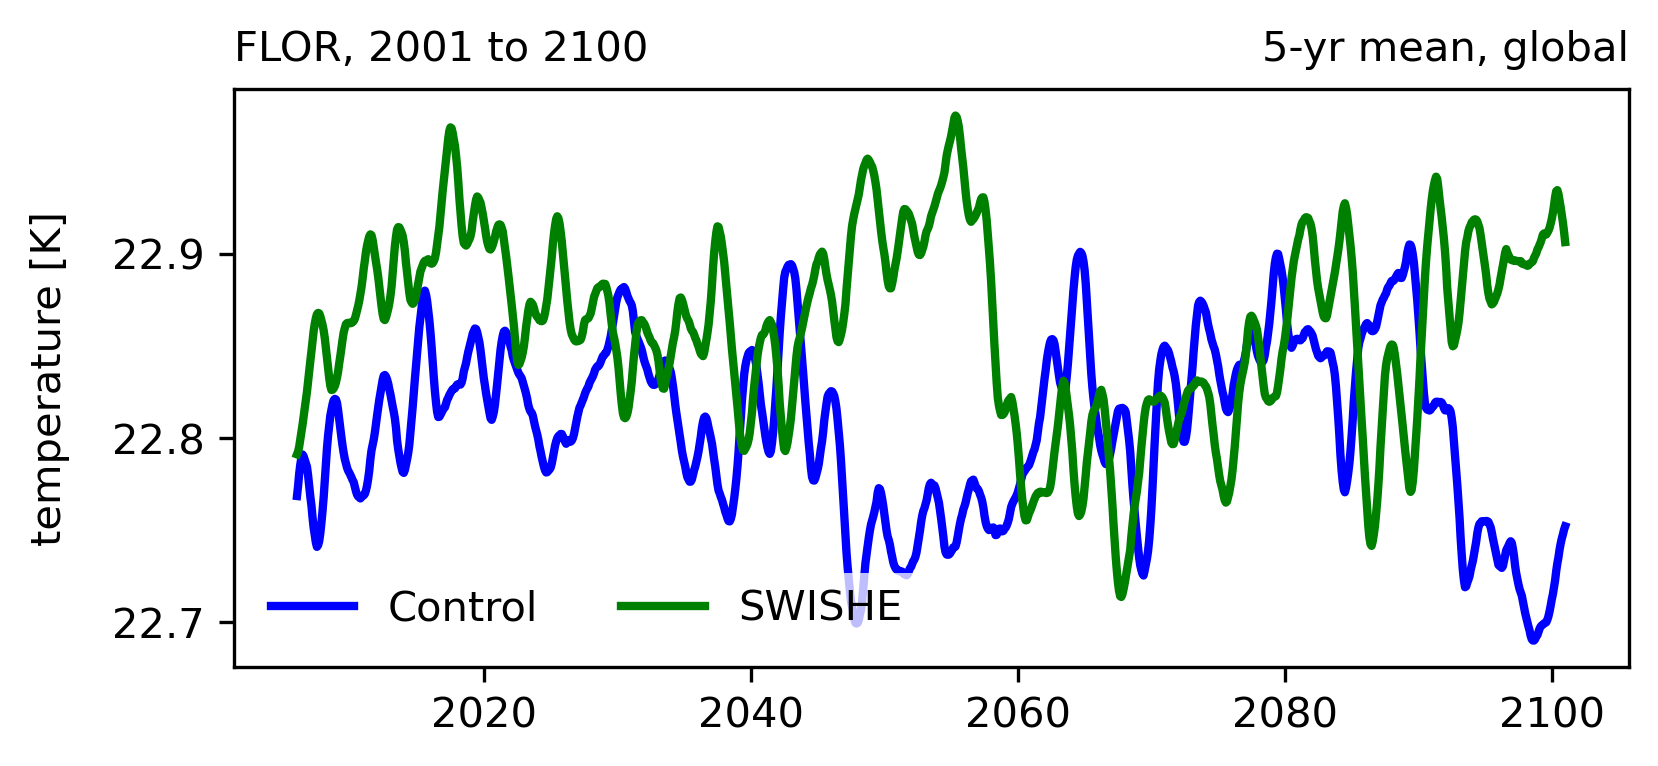 FLOR, 2001 to 2100
5-yr mean, global
temperature [K]
22.9
22.8
22.7
Control
SWISHE
2020
2040
2060
2080
2100